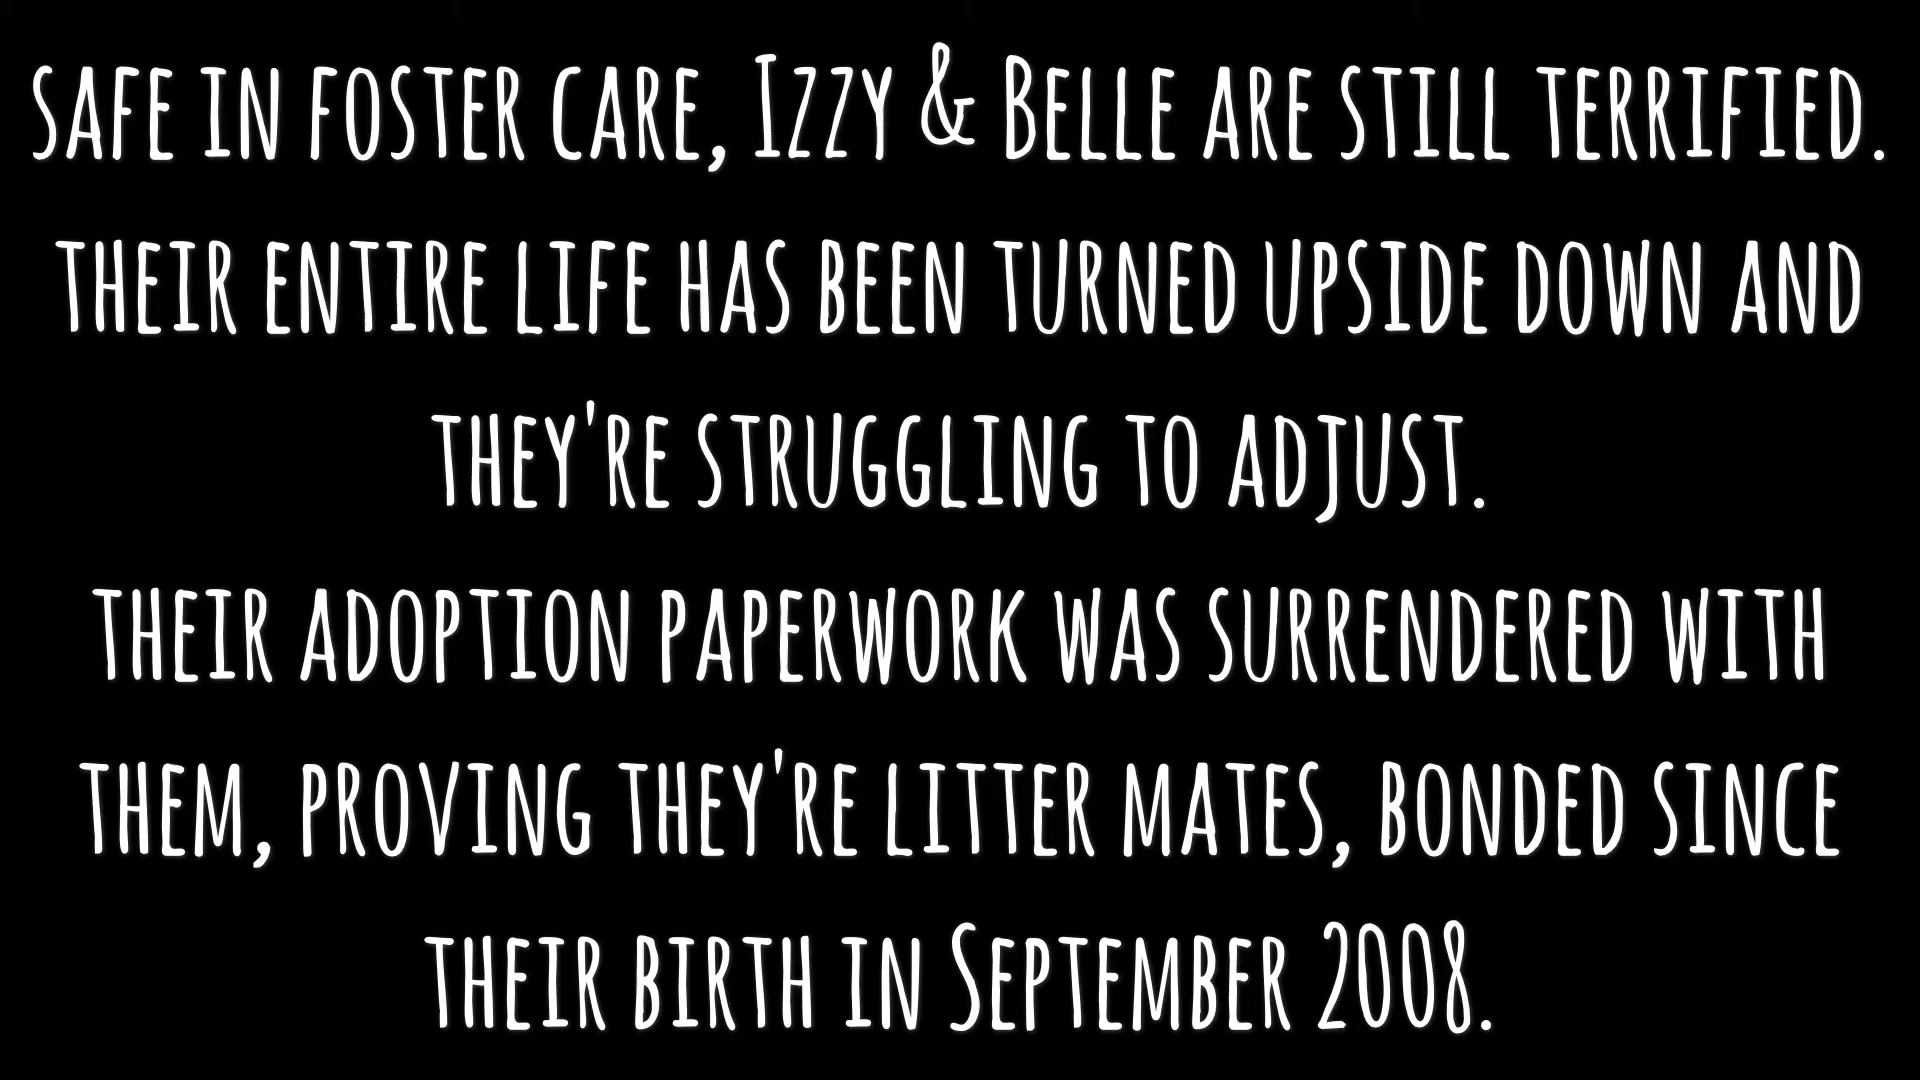 SAFE IN FOSTER CARE, IZZY & BELLE ARE STILL TERRIFIED.
THEIR ENTIRE LIFE HAS BEEN TURNED UPSIDE DOWN AND
THEY'RE STRUGGLING TO ADJUST.
THEIR ADOPTION PAPERWORK WAS SURRENDERED WITH
THEM, PROVING THEY'RE LITTER MATES, BONDED SINCE
THEIR BIRTH IN SEPTEMBER 2008.